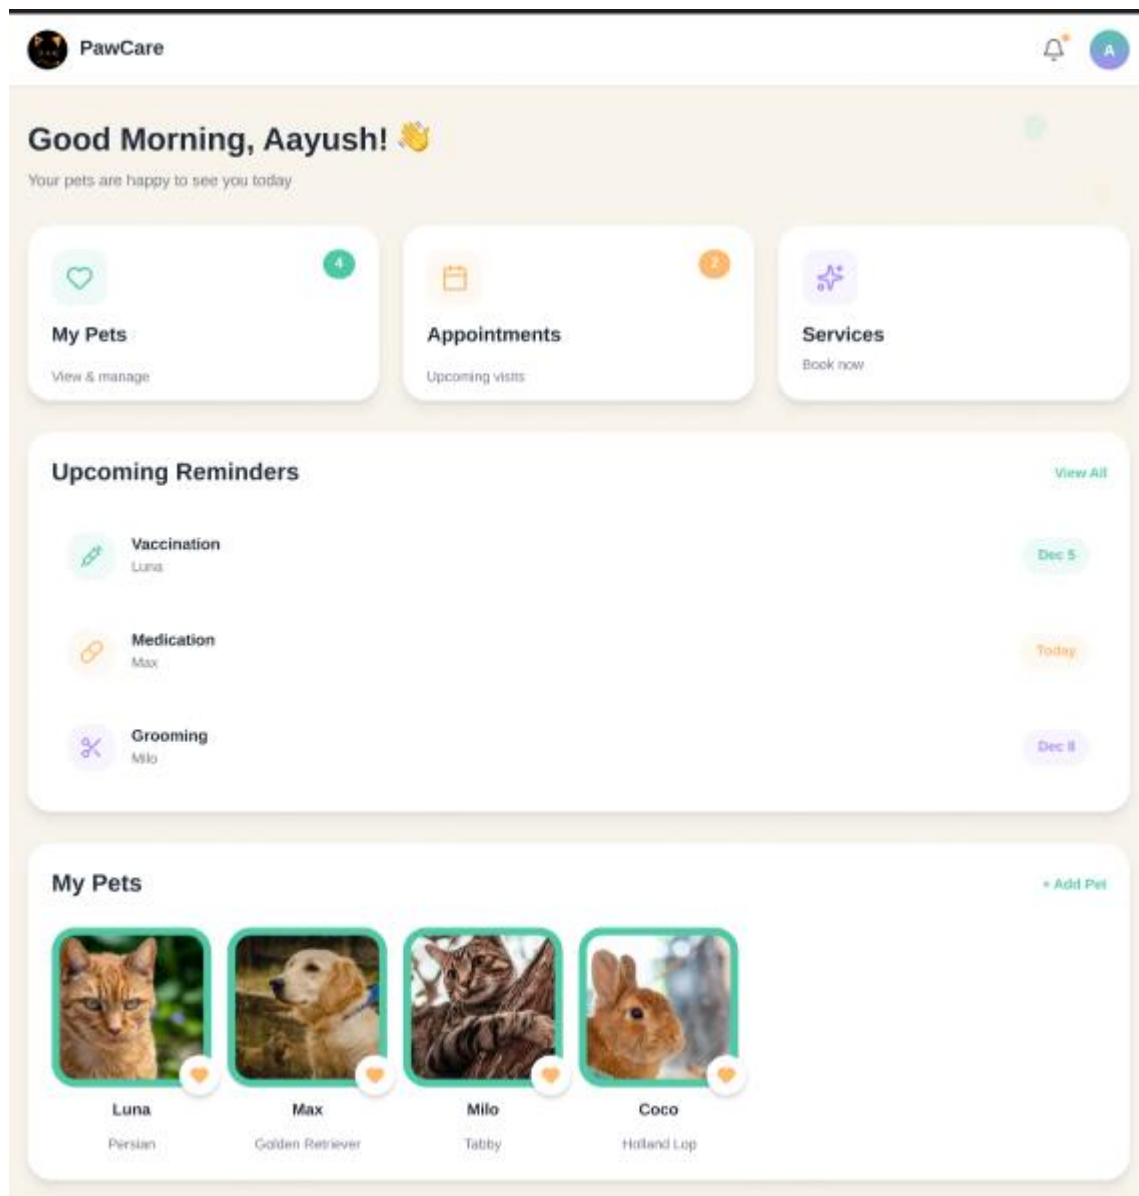 PawCare
A
Good Morning, Aayush! 👋
Your pets are happy to see you today
4
My Pets
View & manage
2
Appointments
Upcoming visits
Services
Book now
Upcoming Reminders
View All
Vaccination
Luna
Dec 5
Medication
Max
Today
Grooming
Milo
Dec 8
My Pets
+ Add Pet
Luna
Persian
Max
Golden Retriever
Milo
Tabby
Coco
Holland Lop